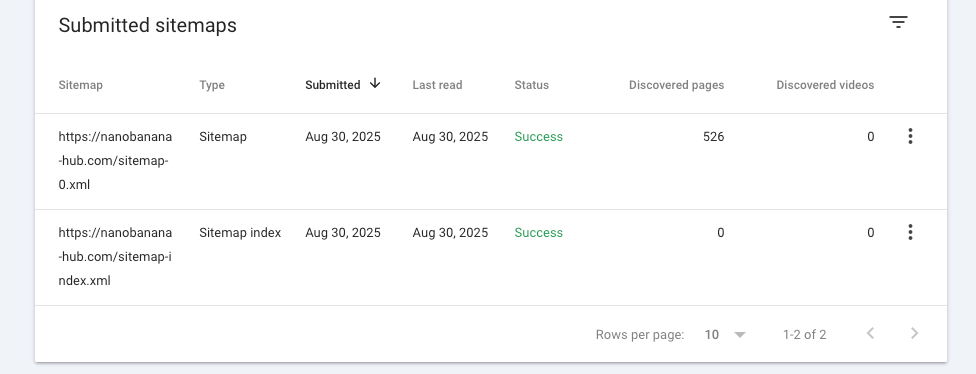 Submitted sitemaps
Sitemap Type Submitted Last read Status Discovered pages Discovered videos
https://nanobanana Sitemap Aug 30, 2025 Aug 30, 2025 Success 526 0
-hub.com/sitemap-
0.xml
https://nanobanana Sitemap index Aug 30, 2025 Aug 30, 2025 Success 0 0
-hub.com/sitemap-i
ndex.xml
Rows per page: 10 1-2 of 2